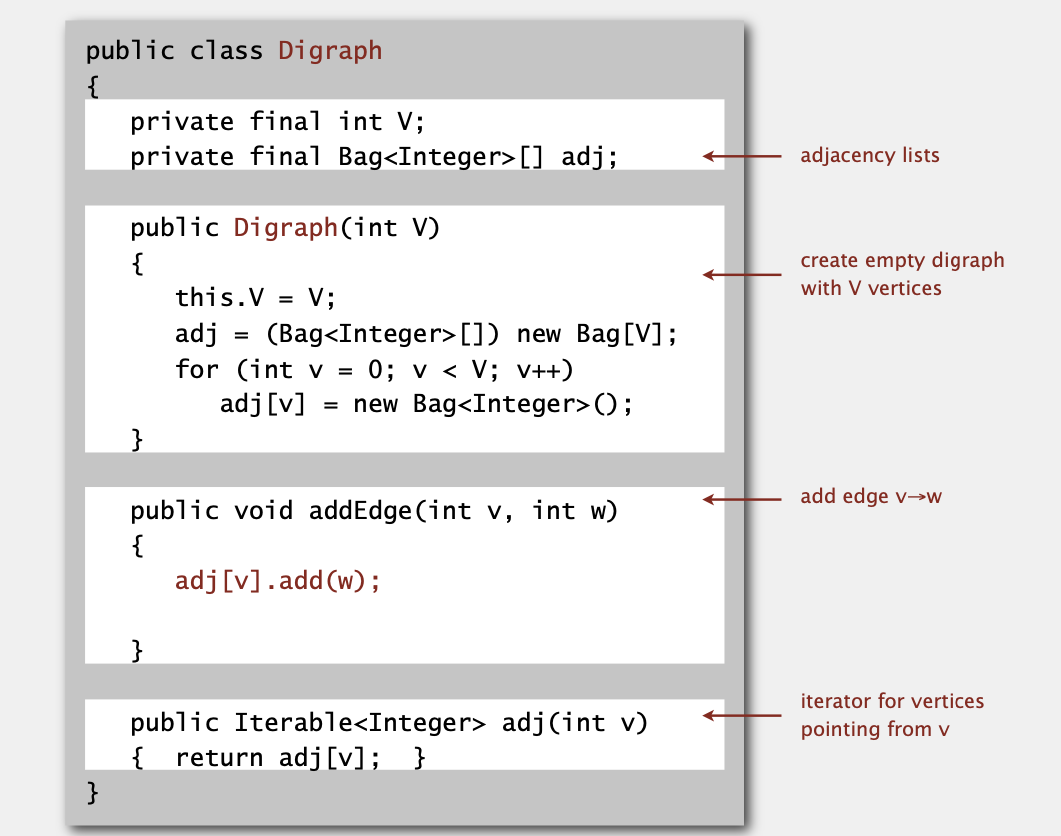 public class Digraph
{
private final int V;
private final Bag<Integer>[] adj;
adjacency lists
public Digraph(int V)
{
create empty digraph
with V vertices
this.V = V;
adj = (Bag<Integer>[]) new Bag[V];
for (int v = 0; v < V; v++)
adj[v] = new Bag<Integer>();
}
public void addEdge(int v, int w)
add edge v→w
{
adj[v].add(w);
}
public Iterable<Integer> adj(int v)
{ return adj[v]; }
iterator for vertices
pointing from v
}